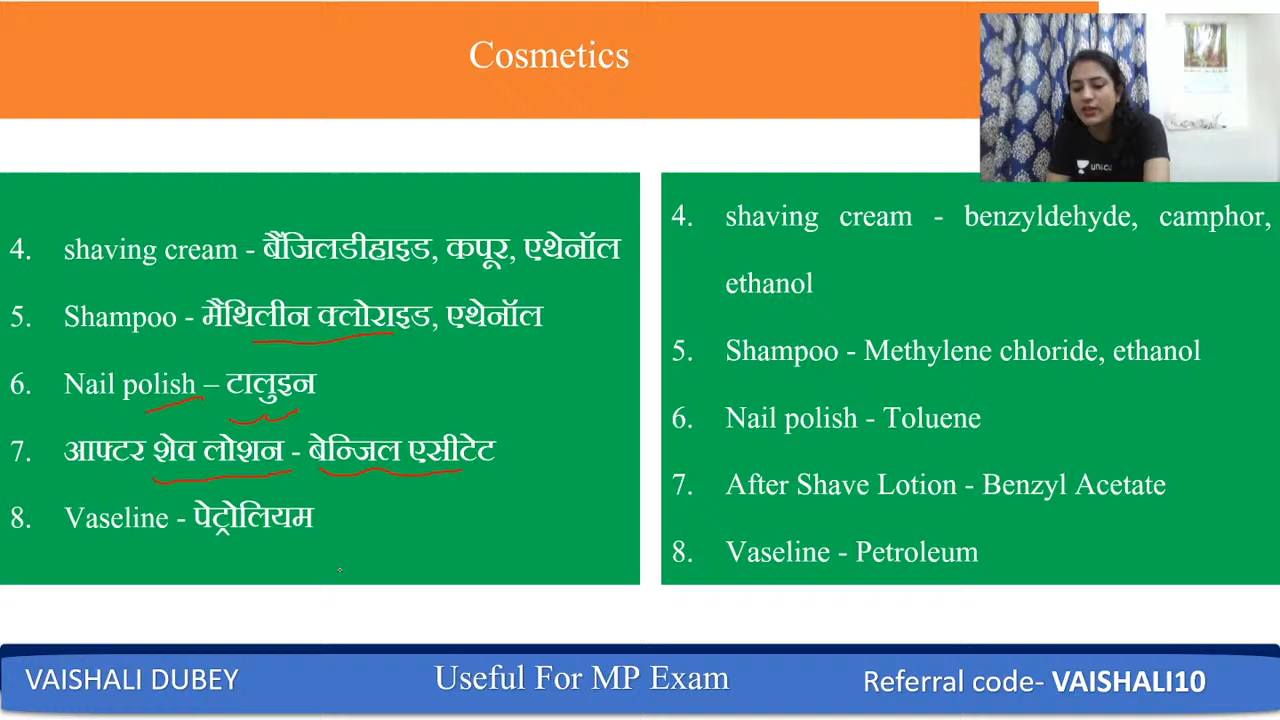 Cosmetics
4. shaving cream - बैंजिलडीहाइड, कपूर, एथेनॉल
5. Shampoo - मैथिलीन क्लोराइड, एथेनॉल
6. Nail polish – टालुइन
7. आफ्टर शेव लोशन - बेन्जिल एसीटेट
8. Vaseline - पेट्रोलियम
4. shaving cream - benzyldehyde, camphor,
ethanol
5. Shampoo - Methylene chloride, ethanol
6. Nail polish - Toluene
7. After Shave Lotion - Benzyl Acetate
8. Vaseline - Petroleum
VAISHALI DUBEY
Useful For MP Exam
Referral code- VAISHALI10